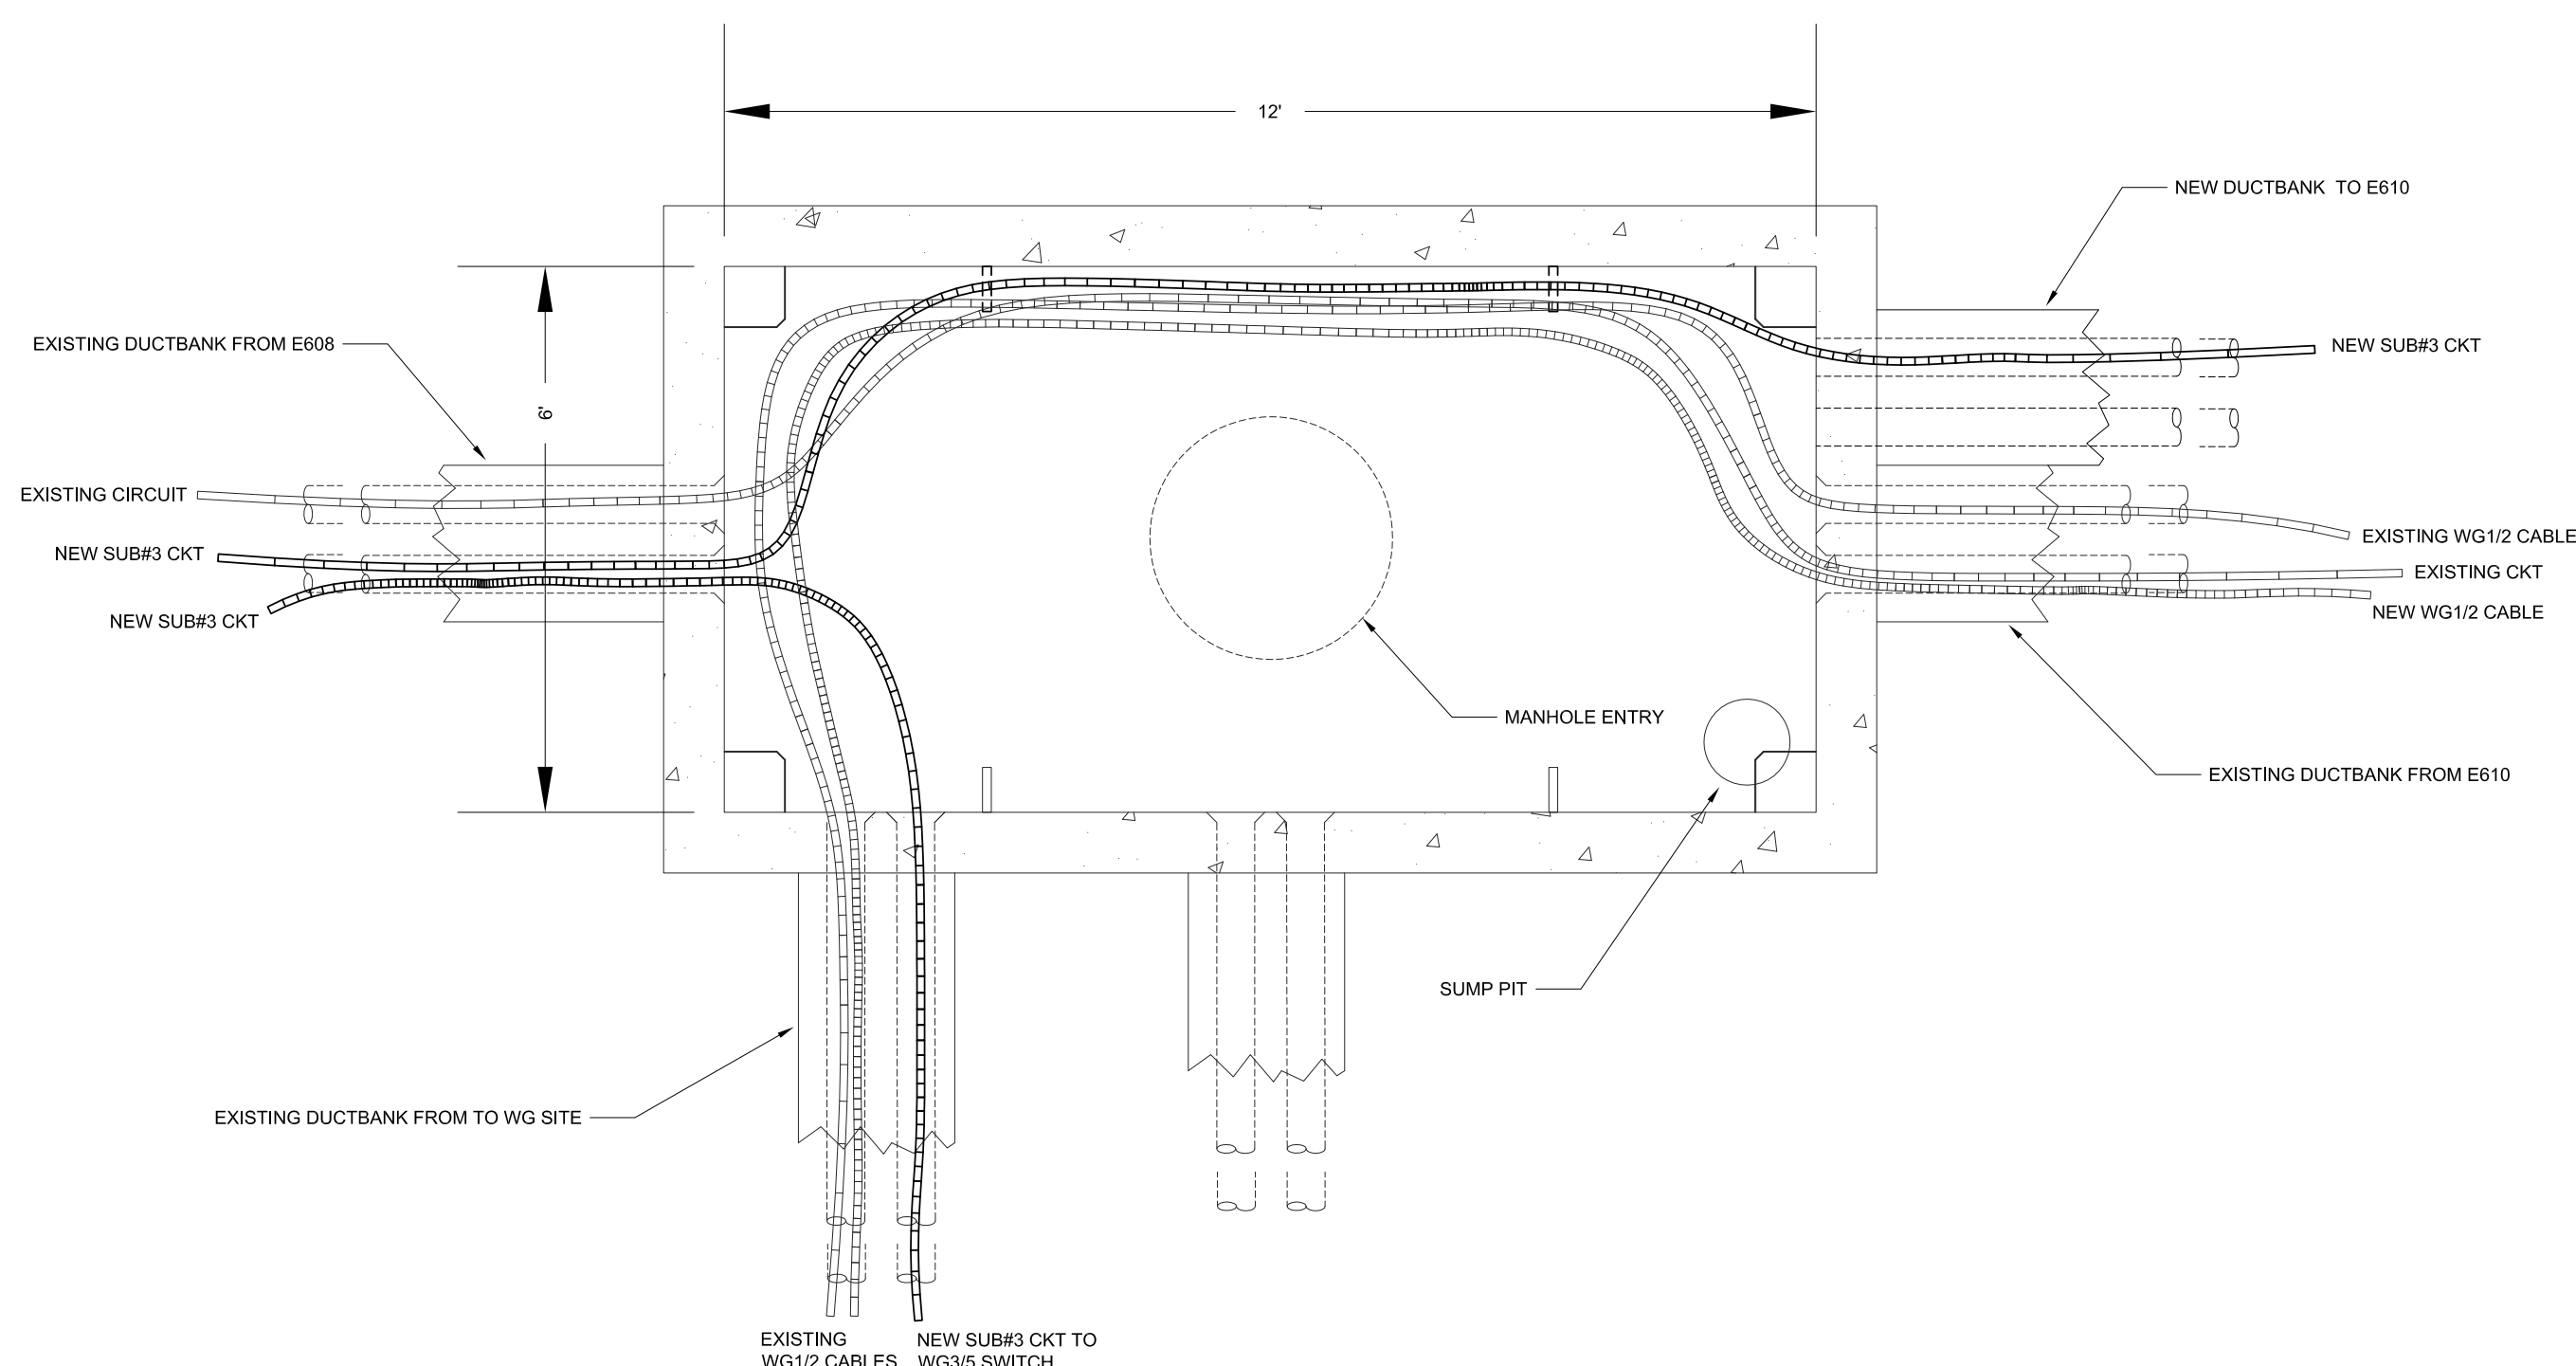 12'
NEW DUCTBANK TO E610
EXISTING DUCTBANK FROM E608
NEW SUB#3 CKT
6'
EXISTING CIRCUIT
EXISTING WG1/2 CABLE
NEW SUB#3 CKT
EXISTING CKT
NEW WG1/2 CABLE
NEW SUB#3 CKT
MANHOLE ENTRY
EXISTING DUCTBANK FROM E610
SUMP PIT
EXISTING DUCTBANK FROM TO WG SITE
EXISTING
WG1/2 CABLES
NEW SUB#3 CKT TO
WG3/5 SWITCH